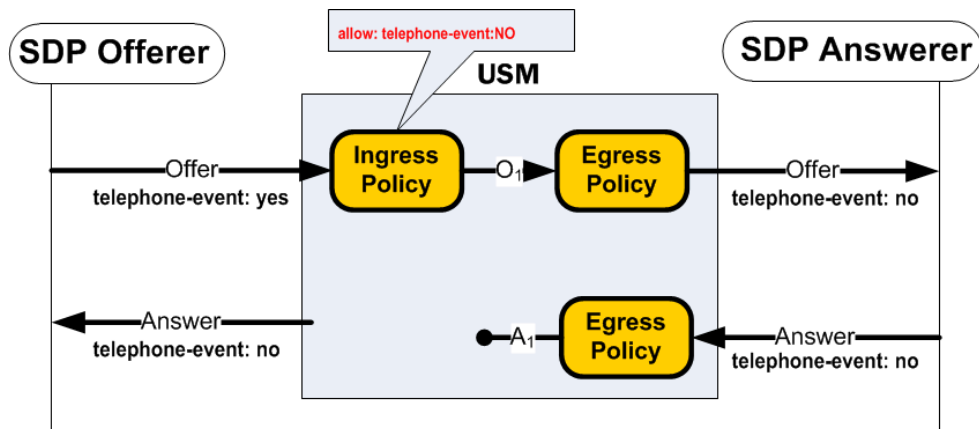 allow: telephone-event:NO
SDP Offerer
SDP Answerer
USM
Ingress
Policy
Egress
Policy
Offer
O1
Offer
telephone-event: yes
telephone-event: no
Answer
A1
Egress
Policy
Answer
telephone-event: no
telephone-event: no